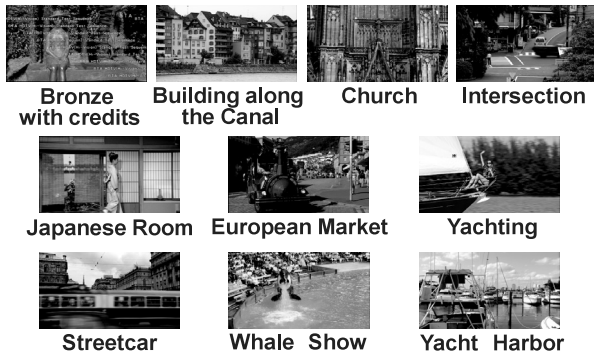 Bronze
with credits
Building along
the Canal
Church
Intersection
Japanese Room
European Market
Yachting
Streetcar
Whale Show
Yacht Harbor